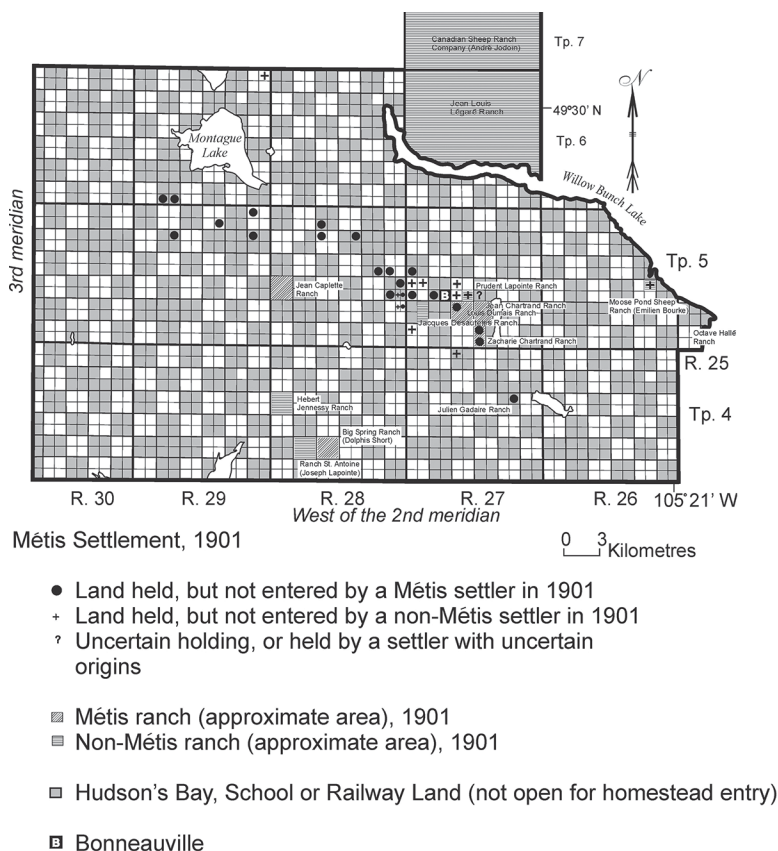 Canadian Sheep Ranch
Company (André Jodoin)
Tp. 7
N
Jean Louis
Légaré Ranch
49º30' N
Tp. 6
Montague
Lake
Willow Bunch Lake
3rd meridian
Tp. 5
Jean Caplette
Ranch
Prudent Lapointe Ranch
?
Moose Pond Sheep
Ranch (Emilien Bourke)
B
Jean Chartrand Ranch
Louis Dumais Ranch
Jacques Desautels Ranch
Octave Hallé
Ranch
Zacharie Chartrand Ranch
R. 25
Hebert
Jennessy Ranch
Julien Gadaire Ranch
Tp. 4
Big Spring Ranch
(Dolphis Short)
Ranch St. Antoine
(Joseph Lapointe)
R. 30 R. 29 R. 28 R. 27 R. 26 105º21' W
West of the 2nd meridian
Métis Settlement, 1901
0 3 Kilometres
Land held, but not entered by a Métis settler in 1901
+ Land held, but not entered by a non-Métis settler in 1901
? Uncertain holding, or held by a settler with uncertain
origins
Métis ranch (approximate area), 1901
Non-Métis ranch (approximate area), 1901
Hudson's Bay, School or Railway Land (not open for homestead entry)
B Bonneauville